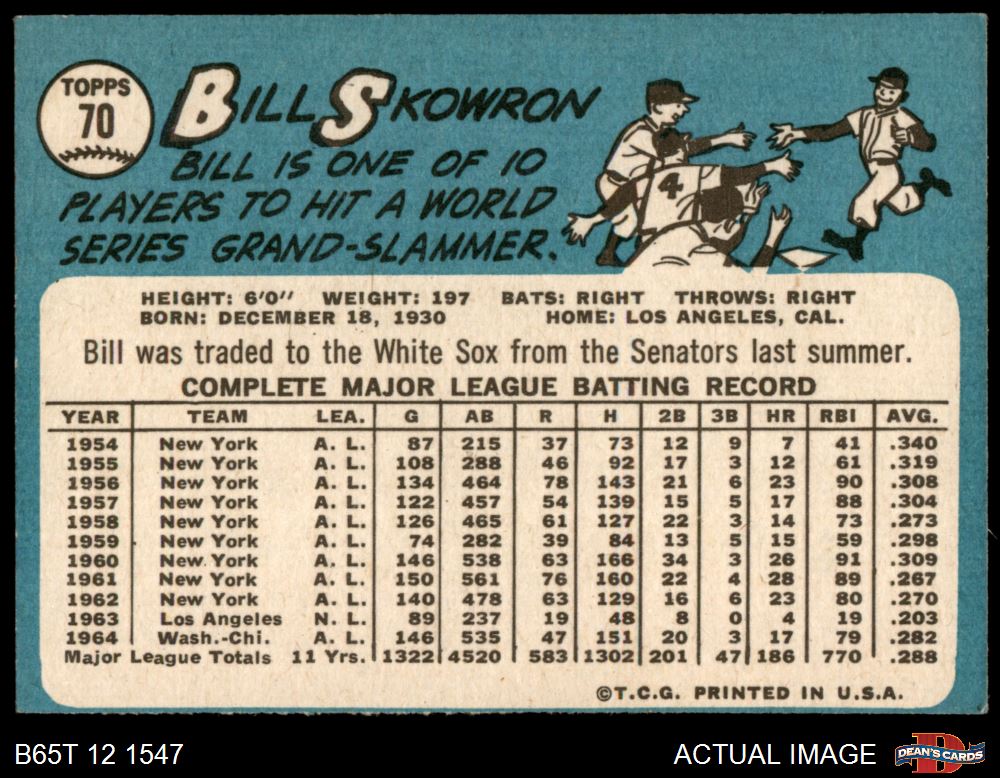 TOPPS
70
BILL SKOWRON
BILL IS ONE OF 10
PLAYERS TO HIT A WORLD
SERIES GRAND-SLAMMER.
4
HEIGHT: 6'0" WEIGHT: 197 BATS: RIGHT THROWS: RIGHT
BORN: DECEMBER 18, 1930 HOME: LOS ANGELES, CAL.
Bill was traded to the White Sox from the Senators last summer.
COMPLETE MAJOR LEAGUE BATTING RECORD
YEAR TEAM LEA. G AB R H 2B 3B HR RBI AVG.
1954 New York A. L. 87 215 37 73 12 9 7 41 .340
1955 New York A. L. 108 288 46 92 17 3 12 61 .319
1956 New York A. L. 134 464 78 143 21 6 23 90 .308
1957 New York A. L. 122 457 54 139 15 5 17 88 .304
1958 New York A. L. 126 465 61 127 22 3 14 73 .273
1959 New York A. L. 74 282 39 84 13 5 15 59 .298
1960 New York A. L. 146 538 63 166 34 3 26 91 .309
1961 New York A. L. 150 561 76 160 22 4 28 89 .267
1962 New York A. L. 140 478 63 129 16 6 23 80 .270
1963 Los Angeles N. L. 89 237 19 48 8 0 4 19 .203
1964 Wash.-Chi. A. L. 146 535 47 151 20 3 17 79 .282
Major League Totals 11 Yrs. 1322 4520 583 1302 201 47 186 770 .288
©T.C.G. PRINTED IN U.S.A.
B65T 12 1547 ACTUAL IMAGE DEAN'S CARDS